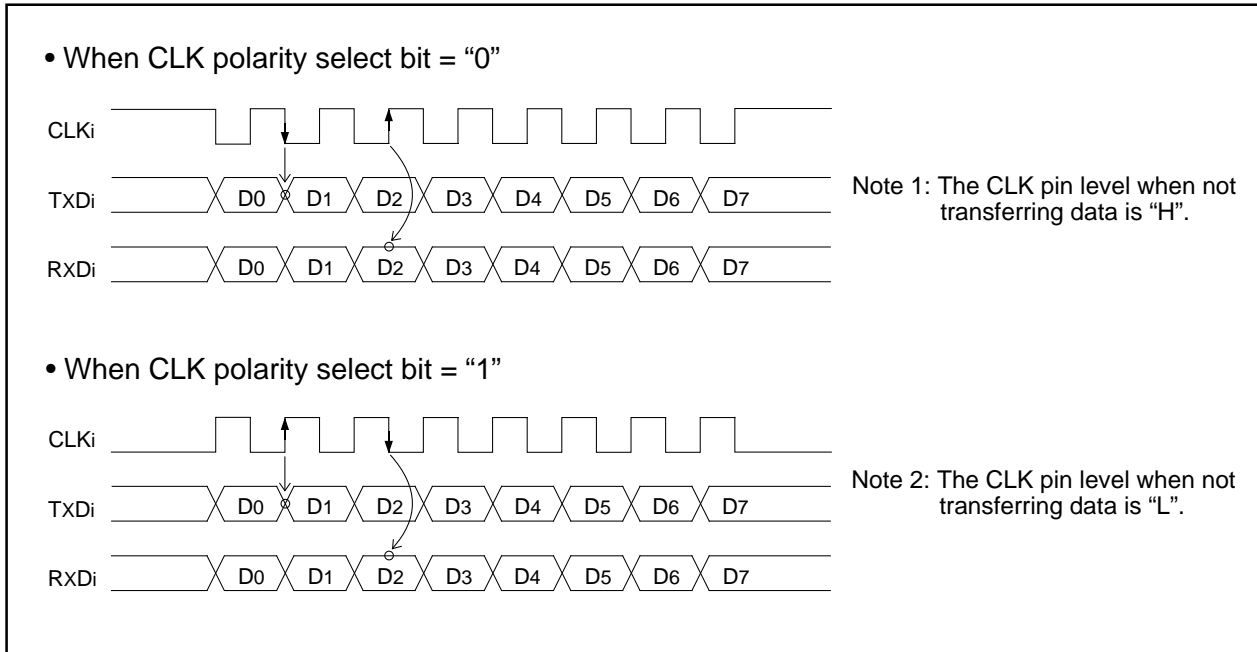 • When CLK polarity select bit = “0”
CLKi
TXDi
D0 D1 D2 D3 D4 D5 D6 D7
RXDi
D0 D1 D2 D3 D4 D5 D6 D7
Note 1: The CLK pin level when not
transferring data is “H”.
• When CLK polarity select bit = “1”
CLKi
TXDi
D0 D1 D2 D3 D4 D5 D6 D7
RXDi
D0 D1 D2 D3 D4 D5 D6 D7
Note 2: The CLK pin level when not
transferring data is “L”.